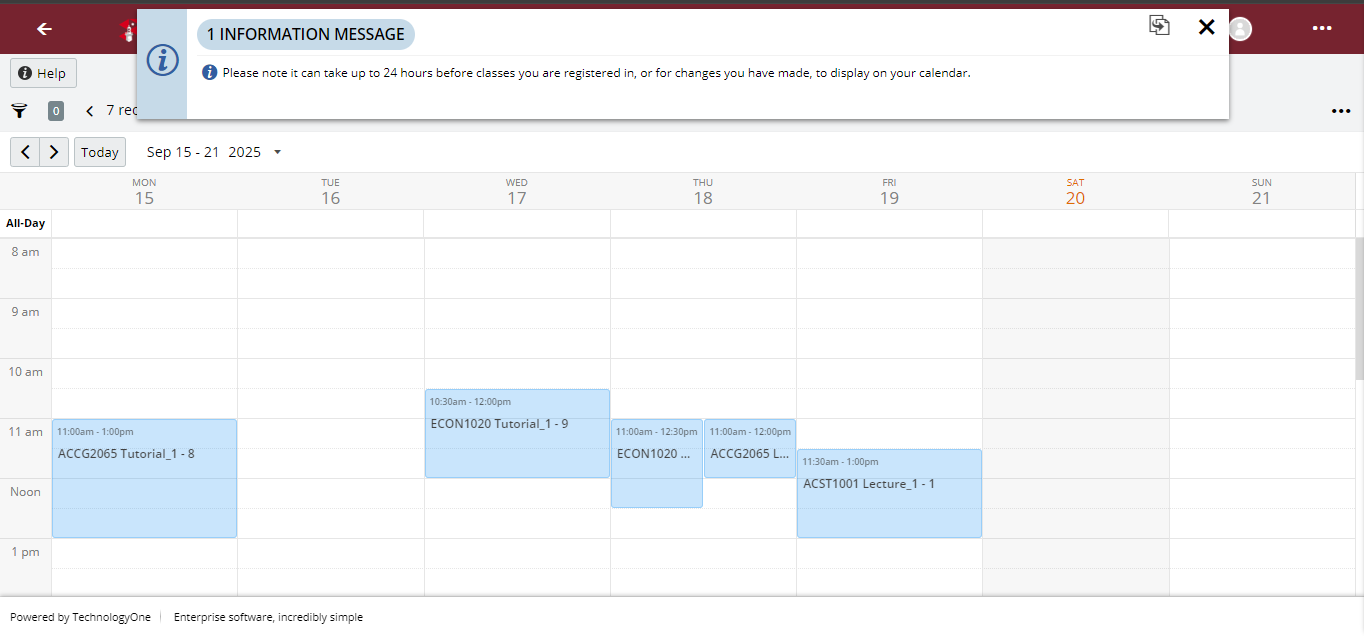 1 INFORMATION MESSAGE
Please note it can take up to 24 hours before classes you are registered in, or for changes you have made, to display on your calendar.
Help
0
7 rec
Today
Sep 15 - 21 2025
MON
15
TUE
16
WED
17
THU
18
FRI
19
SAT
20
SUN
21
All-Day
8 am
9 am
10 am
11 am
Noon
1 pm
11:00am - 1:00pm
ACCG2065 Tutorial_1 - 8
10:30am - 12:00pm
ECON1020 Tutorial_1 - 9
11:00am - 12:30pm
ECON1020 ...
11:00am - 12:00pm
ACCG2065 L...
11:30am - 1:00pm
ACST1001 Lecture_1 - 1
Powered by TechnologyOne
Enterprise software, incredibly simple